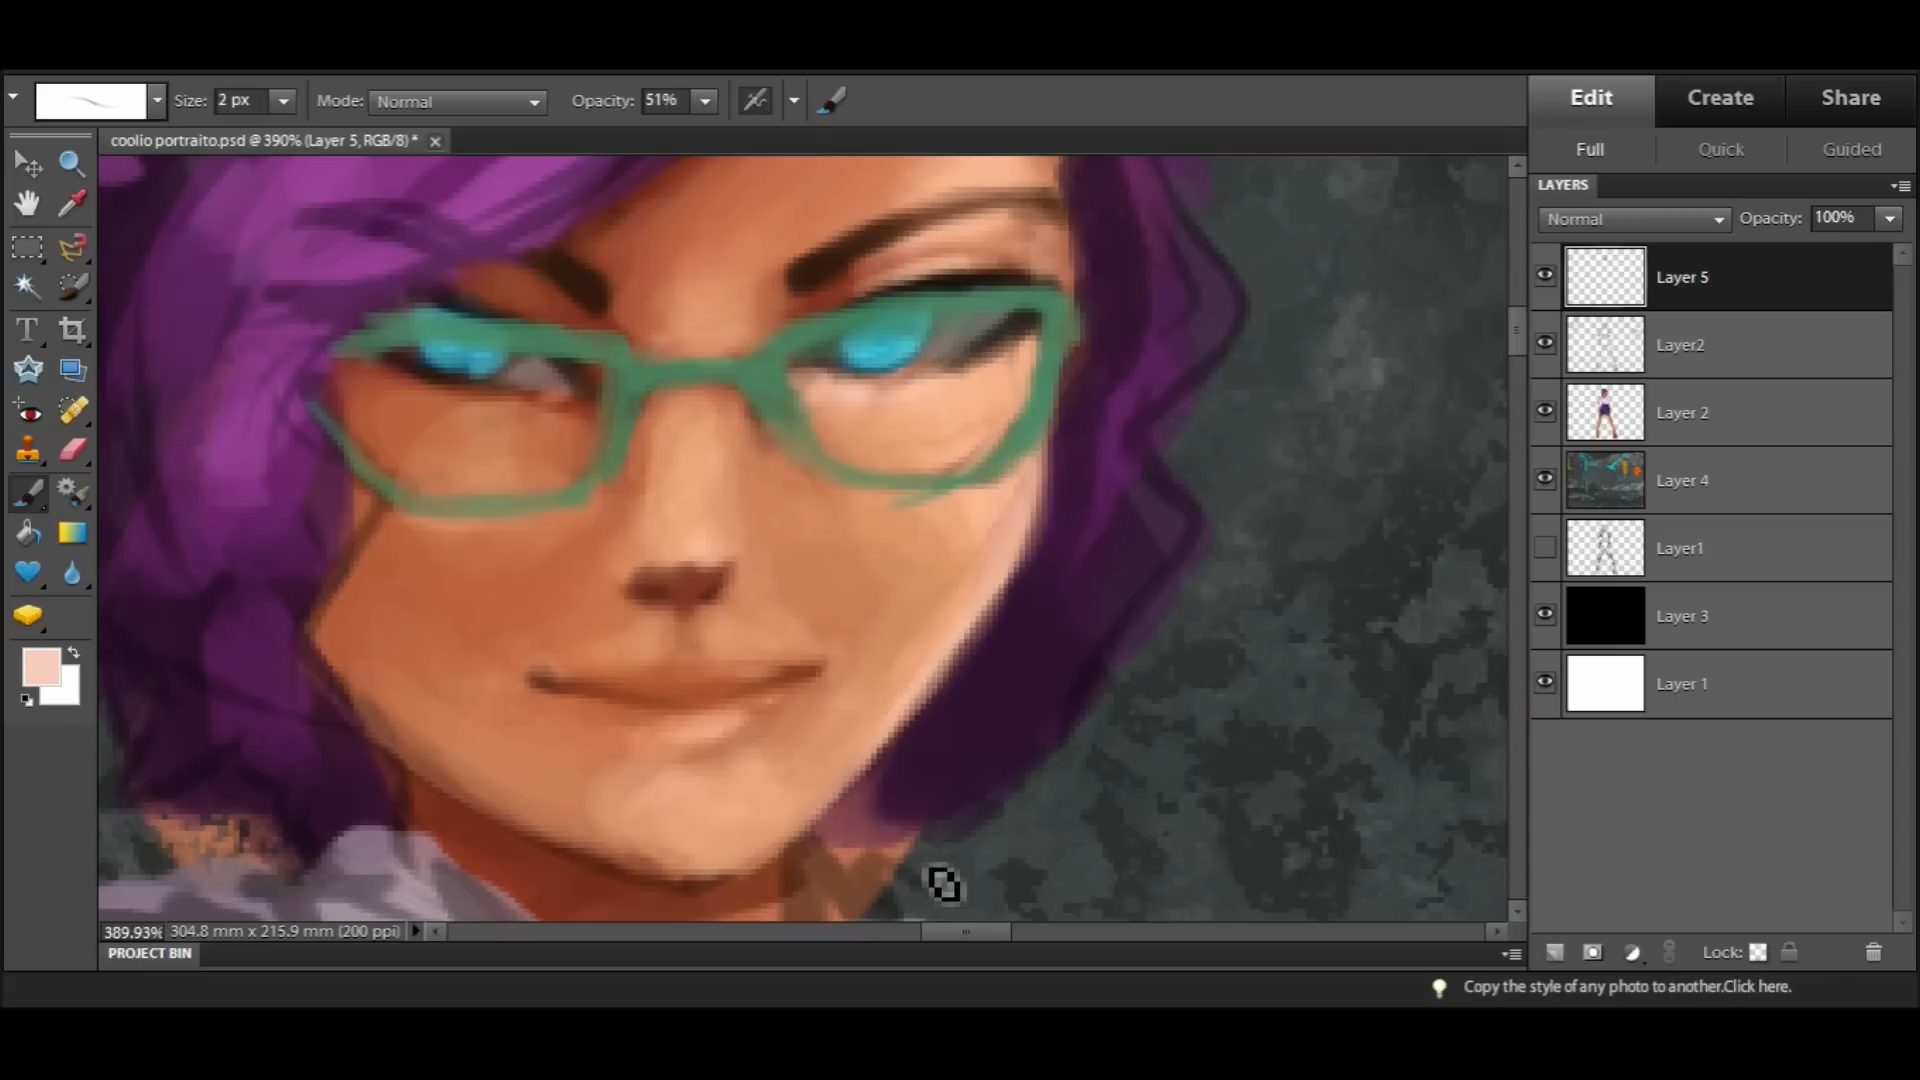 Size: 2 px Mode: Normal Opacity: 51%
Edit Create Share
coolio portraito.psd @ 390% (Layer 5, RGB/8) *
Full Quick Guided
LAYERS
Normal Opacity: 100%
Layer 5
Layer2
Layer 2
Layer 4
Layer1
Layer 3
Layer 1
389.93% 304.8 mm x 215.9 mm (200 ppi)
PROJECT BIN
Lock:
Copy the style of any photo to another.Click here.